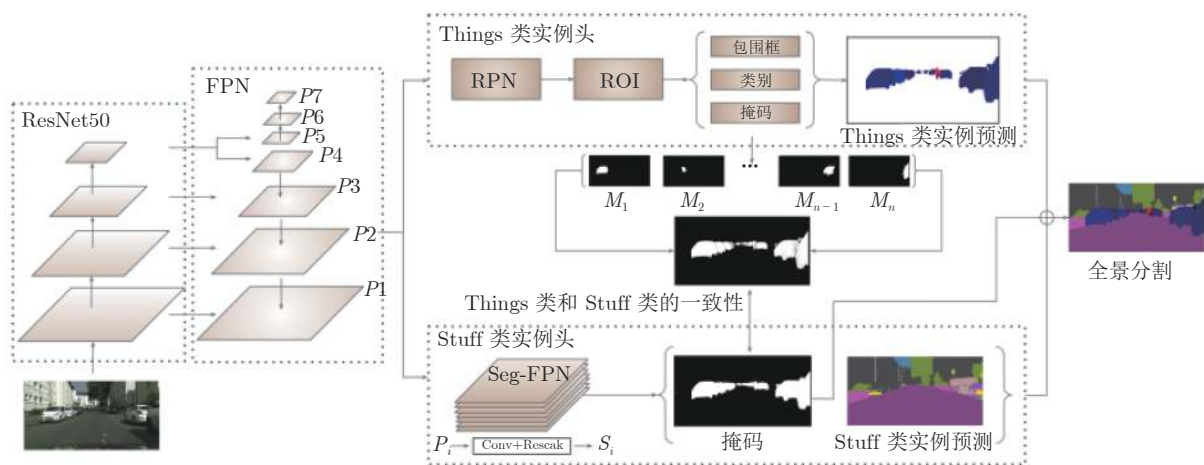 Things 类实例头
RPN
ROI
包围框
类别
掩码
Things 类实例预测
FPN
P7
P6
P5
P4
P3
P2
P1
ResNet50
...
M₁
M₂
Mₙ₋₁
Mₙ
Things 类和 Stuff 类的一致性
全景分割
Stuff 类实例头
Seg-FPN
Pᵢ
Conv+Rescak
Sᵢ
掩码
Stuff 类实例预测